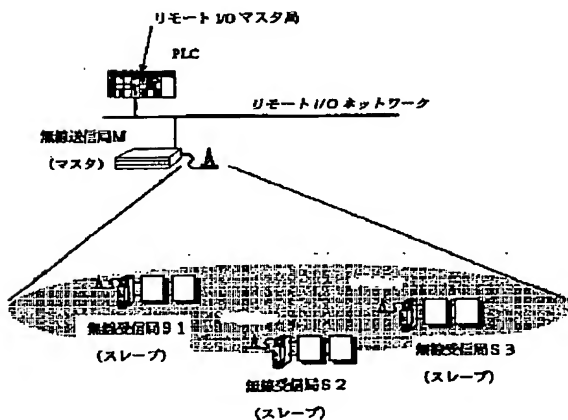 リモート I/O マスタ局
PLC
リモート I/O ネットワーク
無線送信局M
(マスタ)
無線受信局S1
(スレーブ)
無線受信局S3
(スレーブ)
無線受信局S2
(スレーブ)